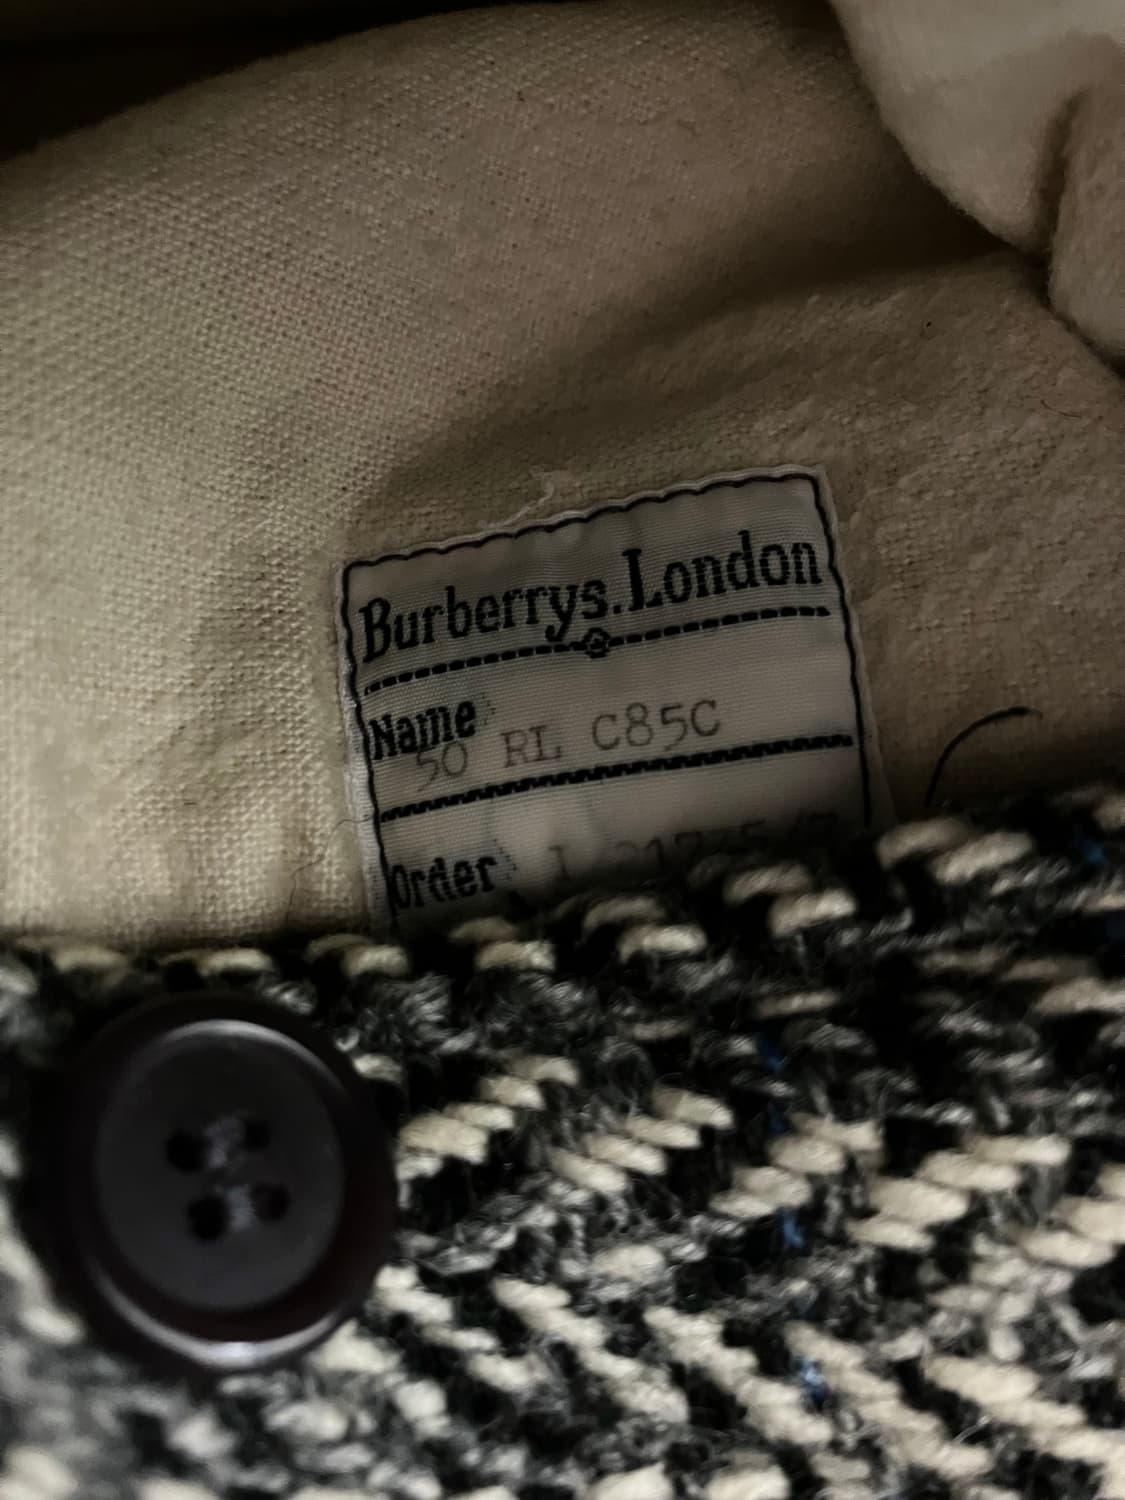 Burberrys. London
Name
50 RL C85C
Order